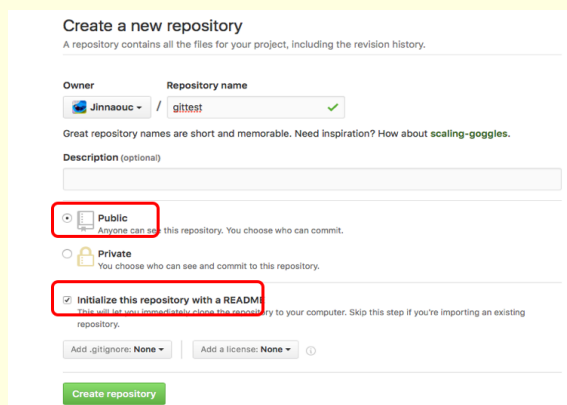 Create a new repository
A repository contains all the files for your project, including the revision history.
Owner Repository name
Jinnaouc / gittest
Great repository names are short and memorable. Need inspiration? How about scaling-goggles.
Description (optional)
Public
Anyone can see this repository. You choose who can commit.
Private
You choose who can see and commit to this repository.
Initialize this repository with a README
This will let you immediately clone the repository to your computer. Skip this step if you're importing an existing
repository.
Add .gitignore: None Add a license: None
Create repository